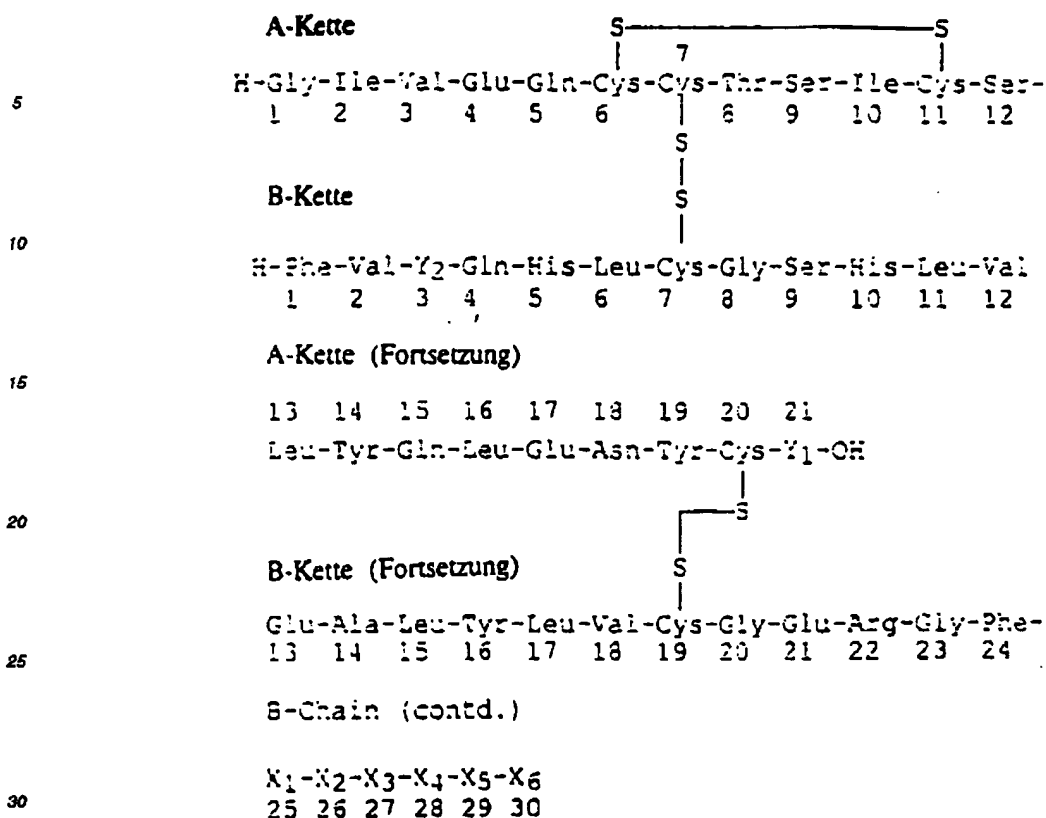 A-Kette
S S
7
H-Gly-Ile-Val-Glu-Gln-Cys-Cys-Thr-Ser-Ile-Cys-Ser-
5
1 2 3 4 5 6 8 9 10 11 12
S
B-Kette
S
10
H-Phe-Val-Y2-Gln-His-Leu-Cys-Gly-Ser-His-Leu-Val
1 2 3 4 5 6 7 8 9 10 11 12
A-Kette (Fortsetzung)
15
13 14 15 16 17 18 19 20 21
Leu-Tyr-Gln-Leu-Glu-Asn-Tyr-Cys-Y1-OH
20
S
B-Kette (Fortsetzung)
S
Glu-Ala-Leu-Tyr-Leu-Val-Cys-Gly-Glu-Arg-Gly-Phe-
25
13 14 15 16 17 18 19 20 21 22 23 24
B-Chain (contd.)
X1-X2-X3-X4-X5-X6
30
25 26 27 28 29 30